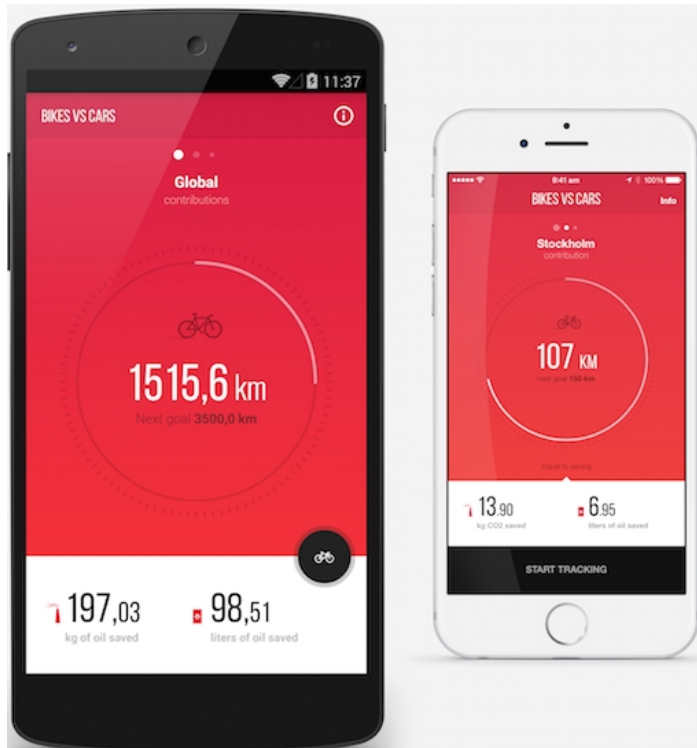 11:37
BIKES VS CARS
Global
contributions
1515,6 km
Next goal 3500,0 km
197,03
kg of oil saved
98,51
liters of oil saved
9:41 am
100%
BIKES VS CARS
Info
Stockholm
contribution
107 KM
next goal 150 km
Equal to saving
13.90
kg CO2 saved
6.95
liters of oil saved
START TRACKING